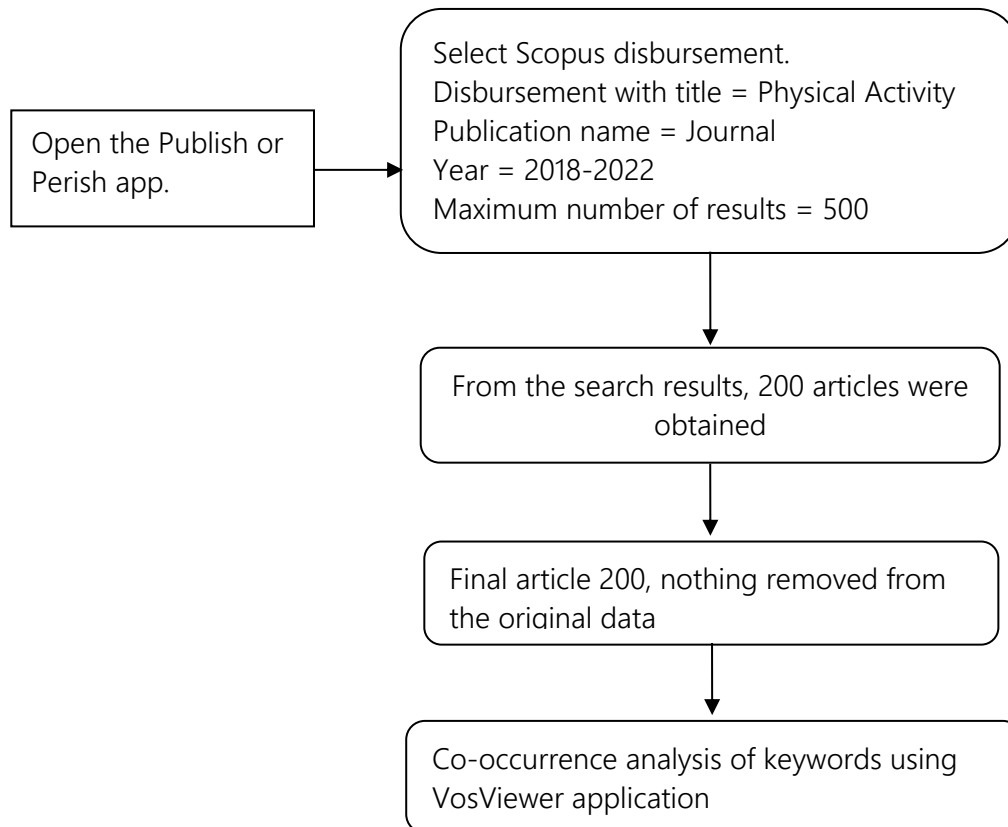 Open the Publish or
Perish app.
Select Scopus disbursement.
Disbursement with title = Physical Activity
Publication name = Journal
Year = 2018-2022
Maximum number of results = 500
From the search results, 200 articles were
obtained
Final article 200, nothing removed from
the original data
Co-occurrence analysis of keywords using
VosViewer application